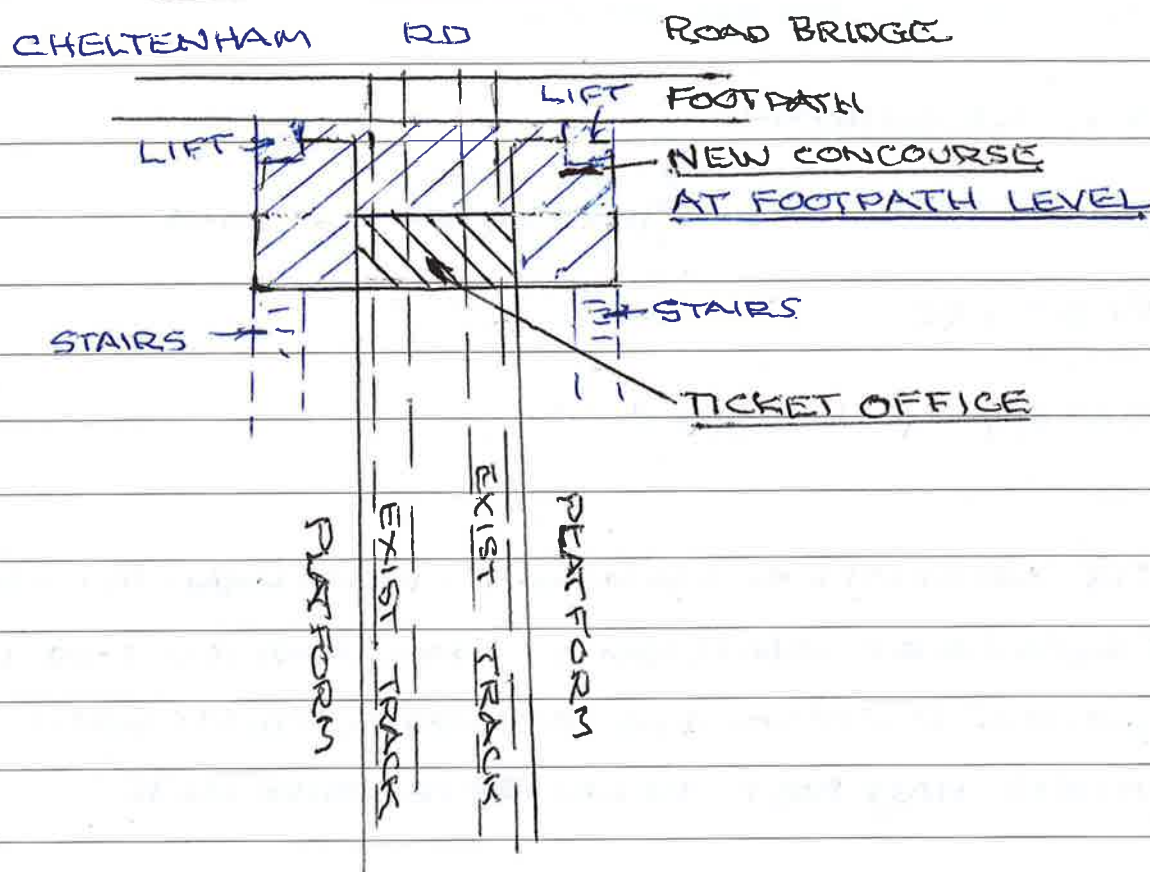 CHELTENHAM RD ROAD BRIDGE
LIFT FOOTPATH
LIFT
NEW CONCOURSE
AT FOOTPATH LEVEL
STAIRS
STAIRS
TICKET OFFICE
PLATFORM
EXIST TRACK
EXIST TRACK
PLATFORM